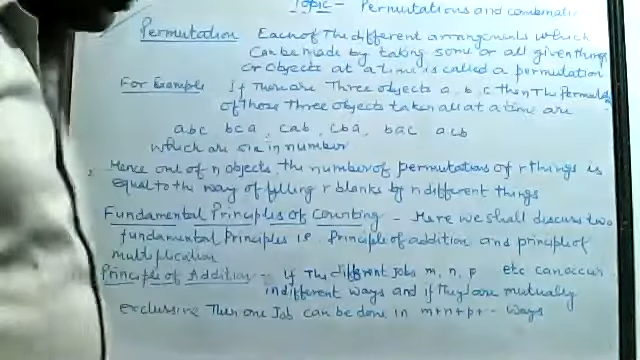 Topic - Permutations and combinati
Permutation Each of the different arrangements which
Can be made by taking some or all given things
or objects at a time is called a permutation
For Example If There are Three objects a, b, c then The permuta
of those three objects taken all at a time are
abc bca, cab, cba, bac acb
which are six in number
Hence out of n objects, the number of permutations of r things is
equal to the way of filling r blanks by n different things
Fundamental Principles of Counting - Here we shall discuss two
fundamental Principles is Principle of addition and principle of
multiplication
Principle of Addition - If The different Jobs m, n, p etc can occur
in different ways and if They are mutually
exclusive Then one Job can be done in m+n+p+-- ways